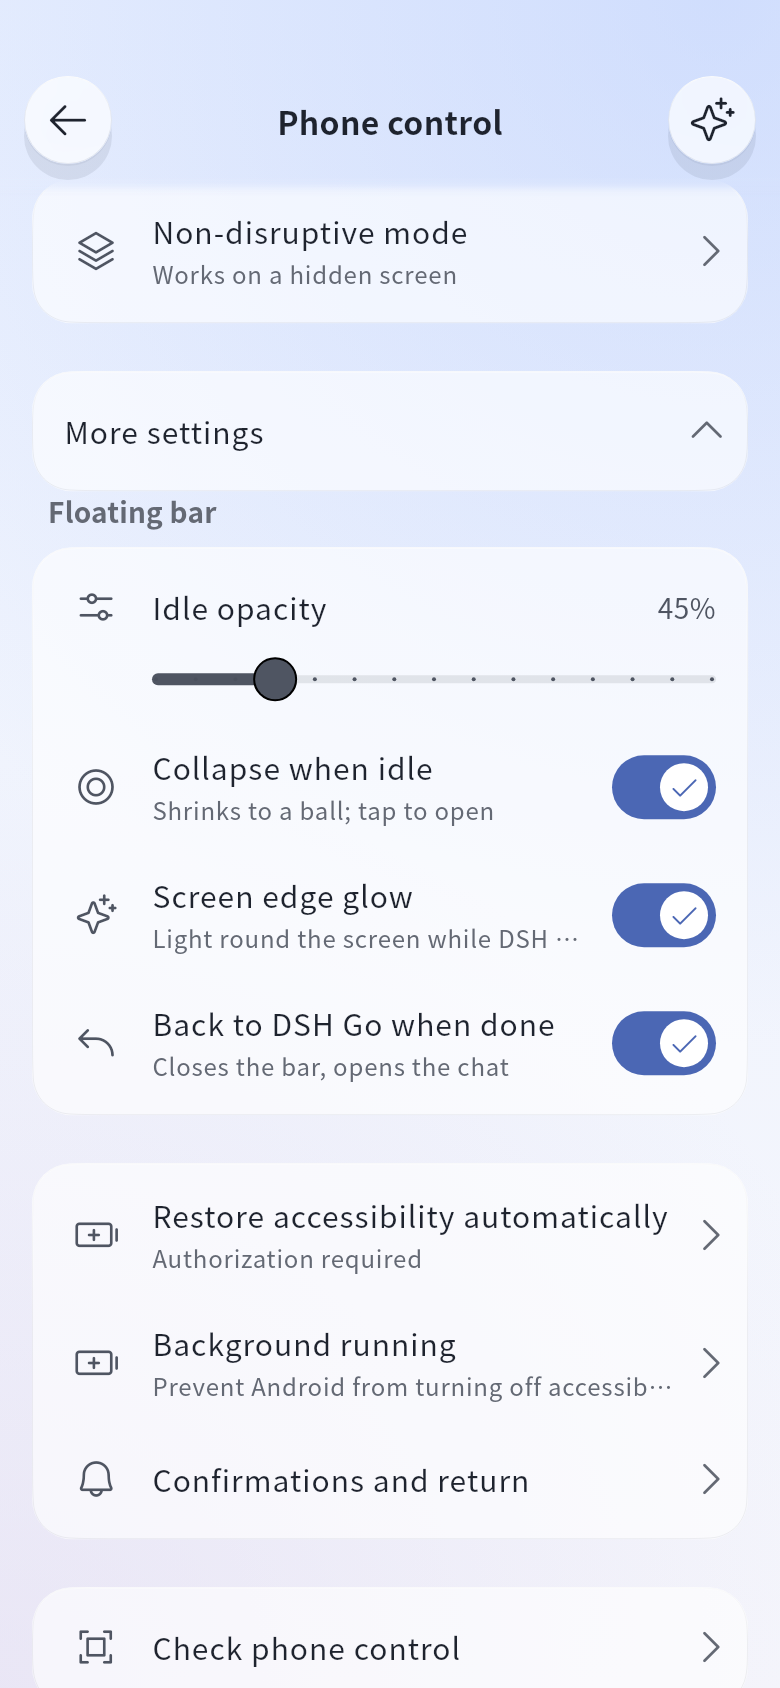 Phone control
Non-disruptive mode
Works on a hidden screen
More settings
Floating bar
Idle opacity
45%
Collapse when idle
Shrinks to a ball; tap to open
Screen edge glow
Light round the screen while DSH ···
Back to DSH Go when done
Closes the bar, opens the chat
Restore accessibility automatically
Authorization required
Background running
Prevent Android from turning off accessib···
Confirmations and return
Check phone control